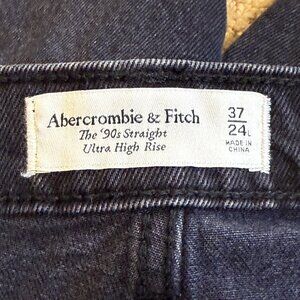 Abercrombie & Fitch
The '90s Straight
Ultra High Rise
37
24L
MADE IN
CHINA